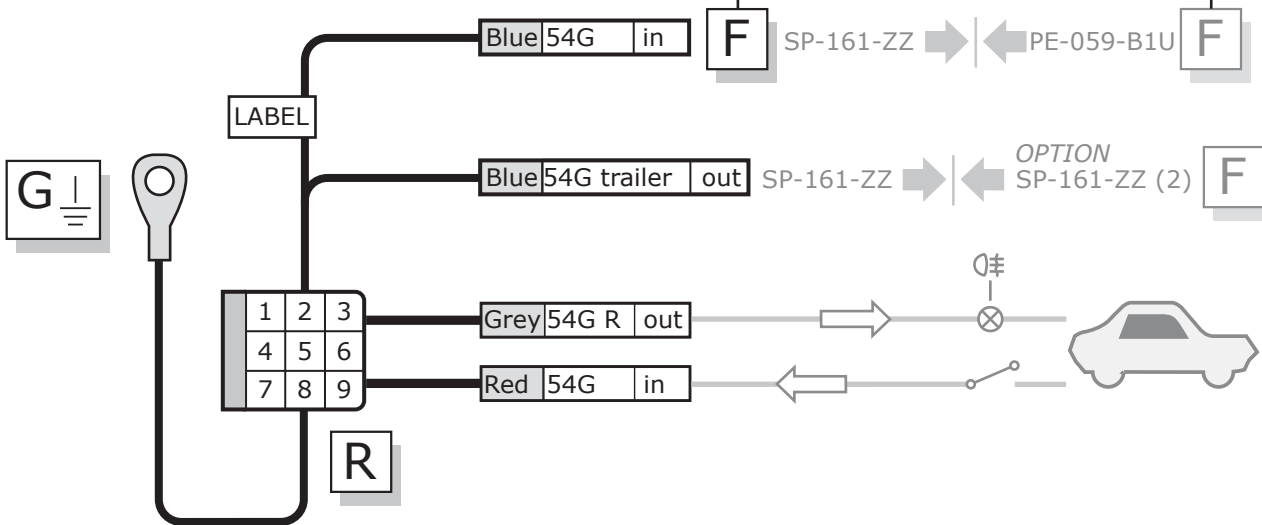 Blue 54G in F SP-161-ZZ PE-059-B1U F
LABEL
G
Blue 54G trailer out SP-161-ZZ OPTION
SP-161-ZZ (2) F
1 2 3
4 5 6
7 8 9
Grey 54G R out
Red 54G in
R